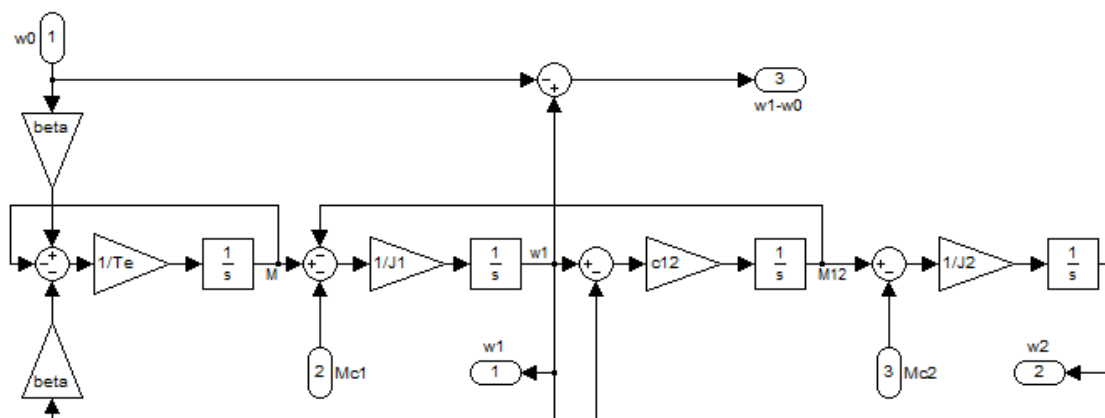 w0
1
-
+
3
w1-w0
beta
+
-
-
1/Te
1
s
M
-
+
-
1/J1
1
s
w1
+
-
c12
1
s
M12
+
-
1/J2
1
s
beta
2
Mc1
w1
1
3
Mc2
w2
2